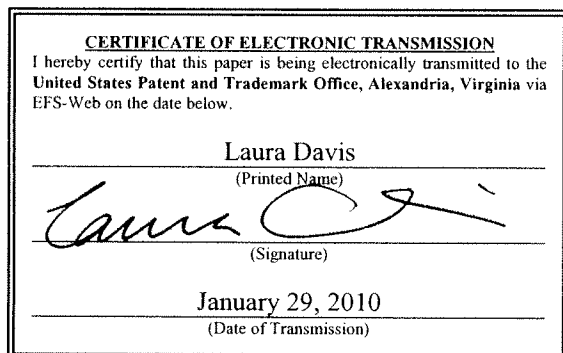 CERTIFICATE OF ELECTRONIC TRANSMISSION
I hereby certify that this paper is being electronically transmitted to the
United States Patent and Trademark Office, Alexandria, Virginia via
EFS-Web on the date below.
Laura Davis
(Printed Name)
Laura Davis
(Signature)
January 29, 2010
(Date of Transmission)